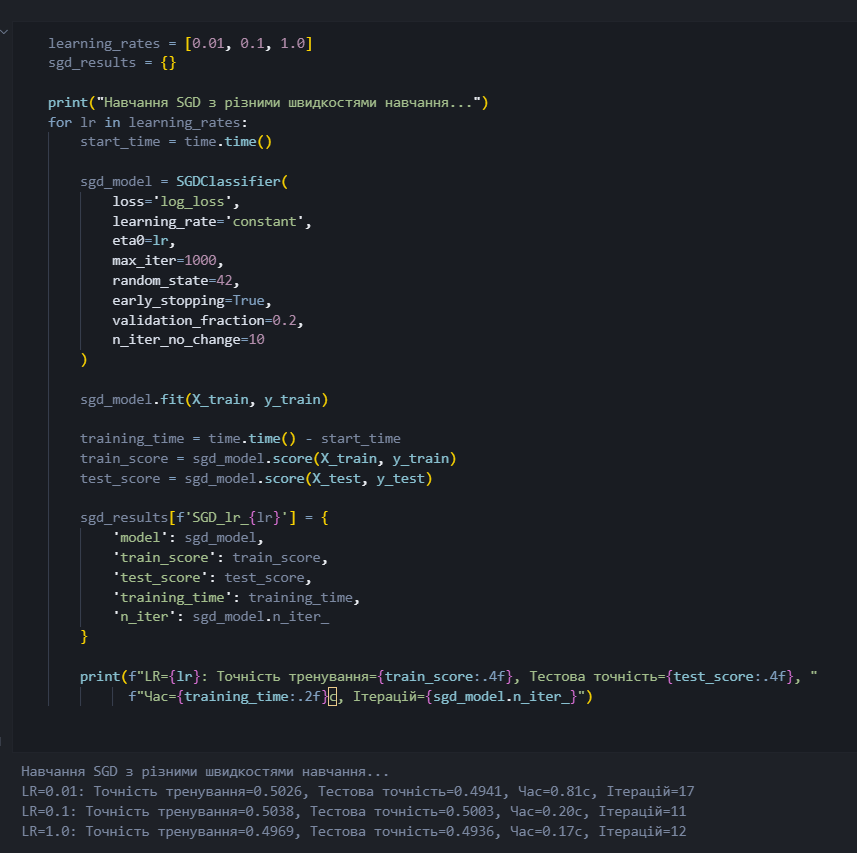 learning_rates = [0.01, 0.1, 1.0]
sgd_results = {}
print("Навчання SGD з різними швидкостями навчання...")
for lr in learning_rates:
start_time = time.time()
sgd_model = SGDClassifier(
loss='log_loss',
learning_rate='constant',
eta0=lr,
max_iter=1000,
random_state=42,
early_stopping=True,
validation_fraction=0.2,
n_iter_no_change=10
)
sgd_model.fit(X_train, y_train)
training_time = time.time() - start_time
train_score = sgd_model.score(X_train, y_train)
test_score = sgd_model.score(X_test, y_test)
sgd_results[f'SGD_lr_{lr}'] = {
'model': sgd_model,
'train_score': train_score,
'test_score': test_score,
'training_time': training_time,
'n_iter': sgd_model.n_iter_
}
print(f"LR={lr}: Точність тренування={train_score:.4f}, Тестова точність={test_score:.4f}, "
f"Час={training_time:.2f}с, Ітерацій={sgd_model.n_iter_}")
Навчання SGD з різними швидкостями навчання...
LR=0.01: Точність тренування=0.5026, Тестова точність=0.4941, Час=0.81с, Ітерацій=17
LR=0.1: Точність тренування=0.5038, Тестова точність=0.5003, Час=0.20с, Ітерацій=11
LR=1.0: Точність тренування=0.4969, Тестова точність=0.4936, Час=0.17с, Ітерацій=12